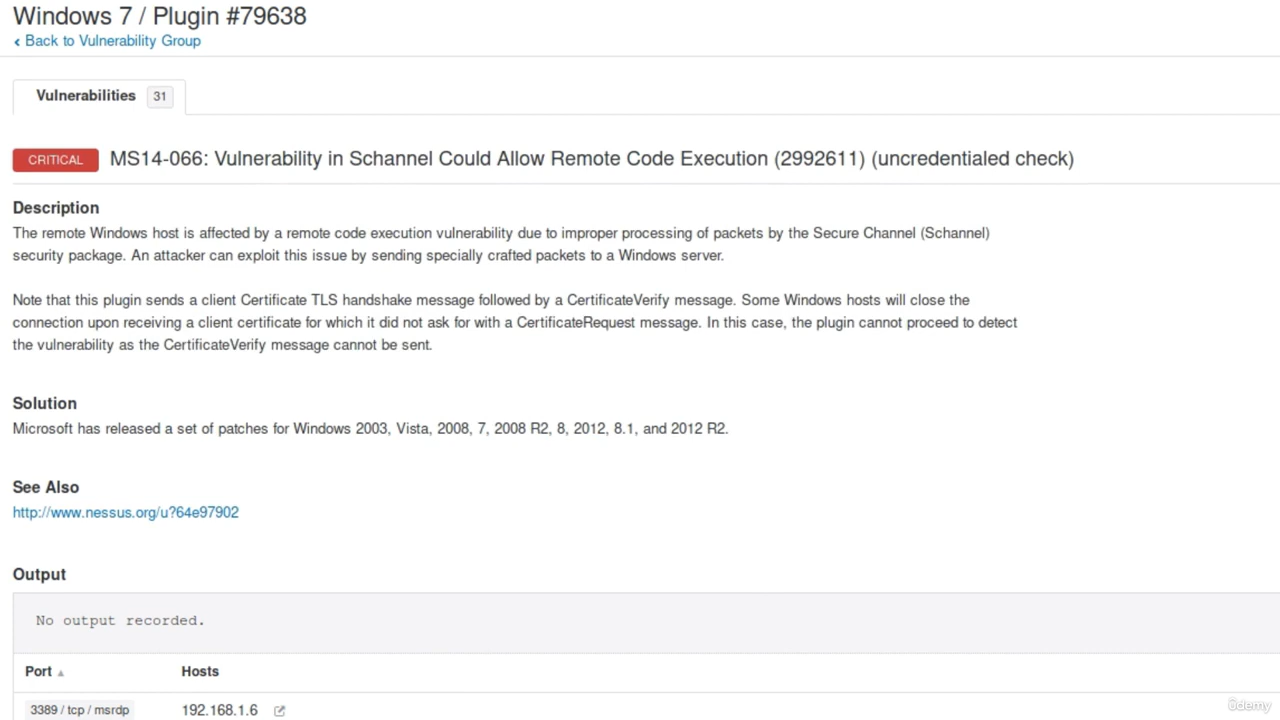 Windows 7 / Plugin #79638
‹ Back to Vulnerability Group
Vulnerabilities 31
CRITICAL MS14-066: Vulnerability in Schannel Could Allow Remote Code Execution (2992611) (uncredentialed check)
Description
The remote Windows host is affected by a remote code execution vulnerability due to improper processing of packets by the Secure Channel (Schannel)
security package. An attacker can exploit this issue by sending specially crafted packets to a Windows server.
Note that this plugin sends a client Certificate TLS handshake message followed by a CertificateVerify message. Some Windows hosts will close the
connection upon receiving a client certificate for which it did not ask for with a CertificateRequest message. In this case, the plugin cannot proceed to detect
the vulnerability as the CertificateVerify message cannot be sent.
Solution
Microsoft has released a set of patches for Windows 2003, Vista, 2008, 7, 2008 R2, 8, 2012, 8.1, and 2012 R2.
See Also
http://www.nessus.org/u?64e97902
Output
No output recorded.
Port ▲ Hosts
3389 / tcp / msrdp 192.168.1.6
ûdemy